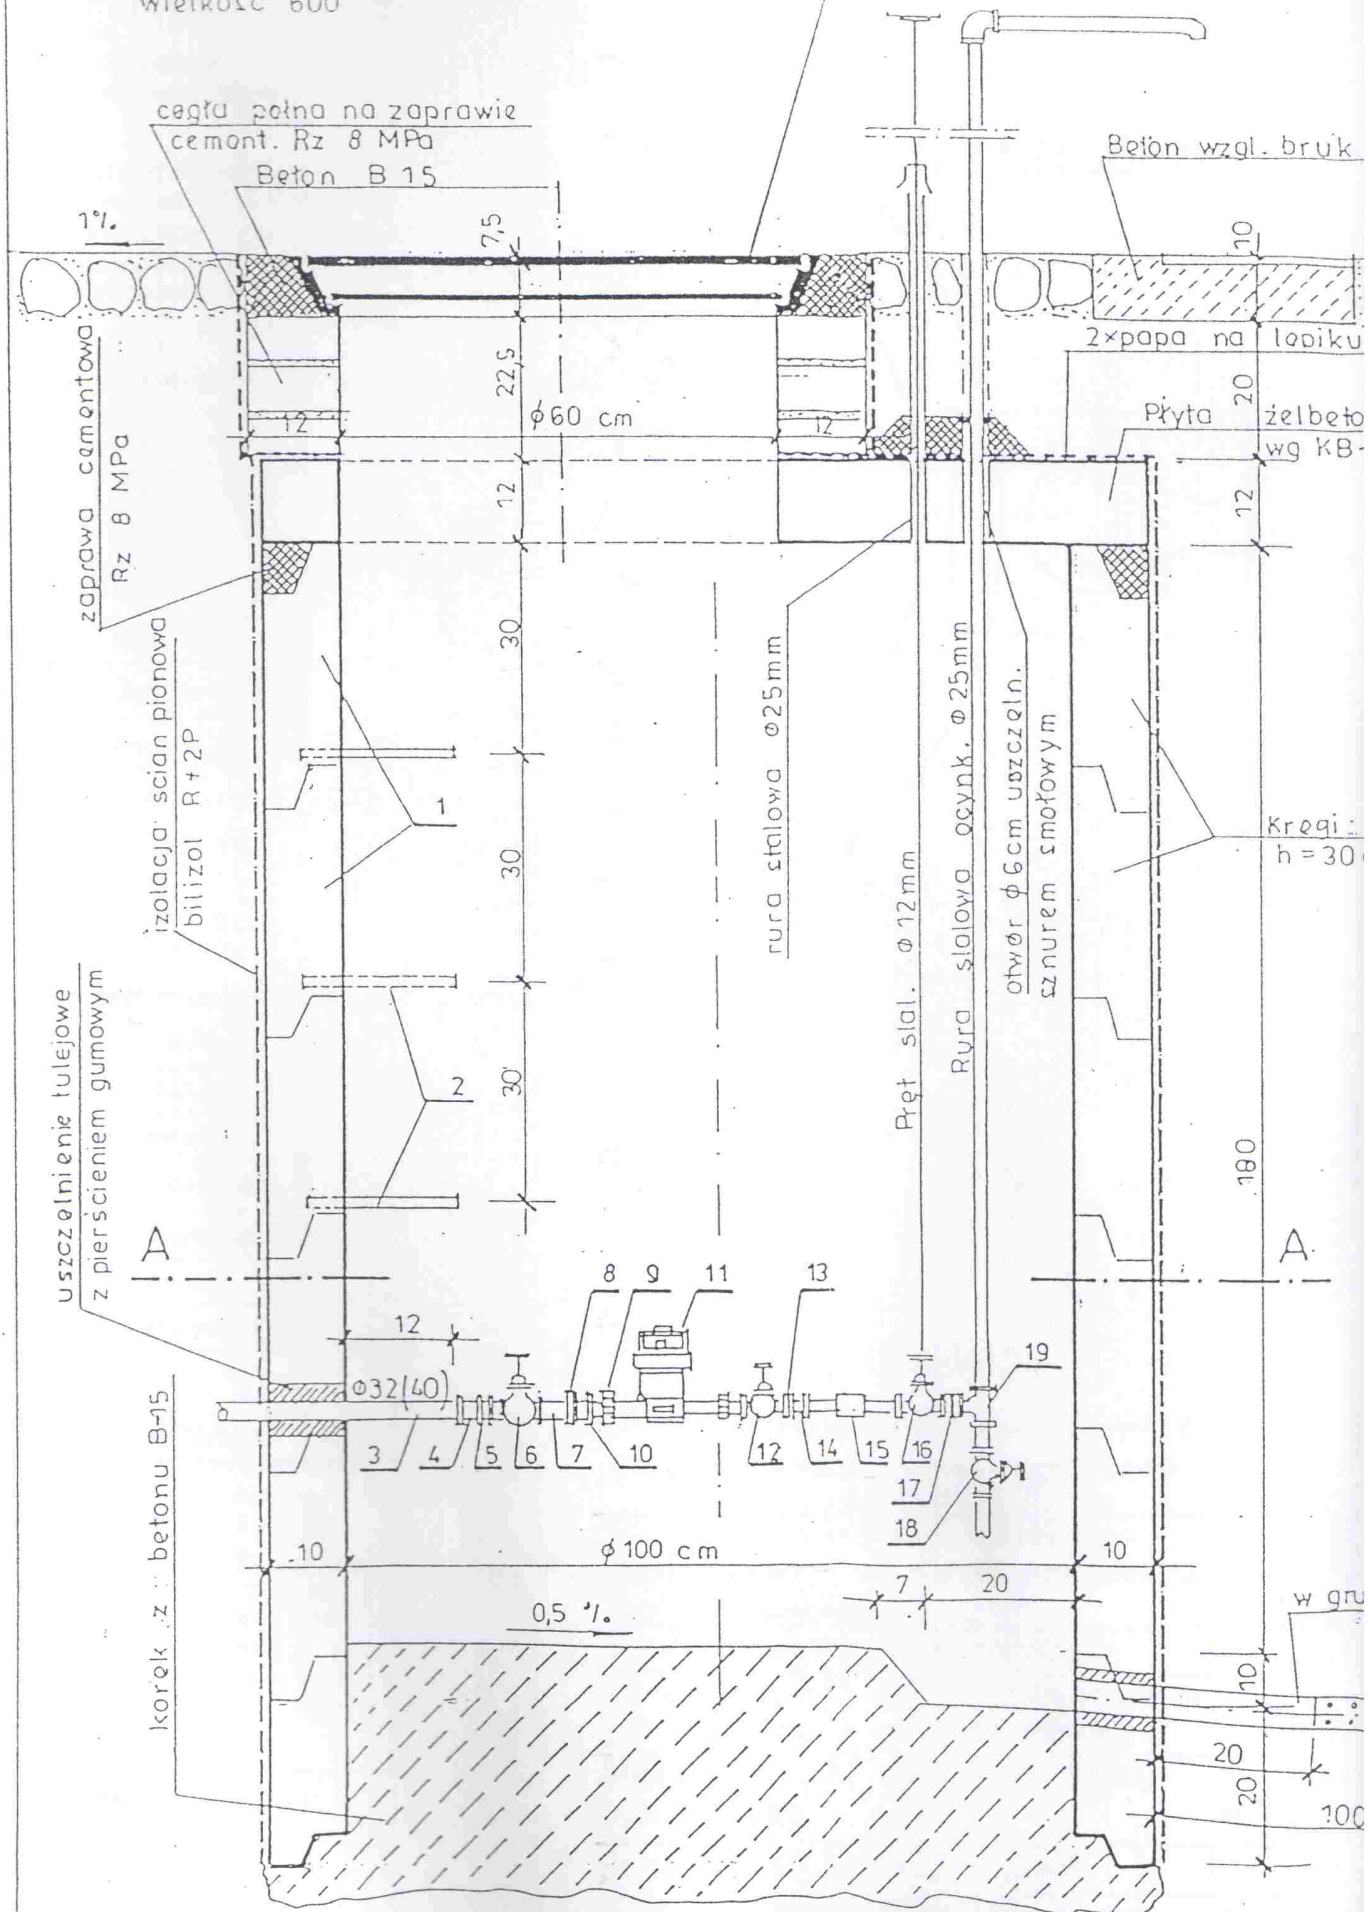 wielkość 600
cegła pełna na zaprawie
cement. Rz 8 MPa
Beton B 15
Beton wzgl. bruk
1%.
7,5
10
2×papa na lepiku
zaprawa cementowa
Rz 8 MPa
22,5
20
12
ϕ60 cm
12
Płyta żelbeto
wg KB-
12
12
30
izolacja ścian pionowa
bilizol R+2P
rura stalowa ϕ25mm
Pręt stal. ϕ 12mm
Rura stalowa ocynk. ϕ 25mm
otwór ϕ 6cm uszczeln.
sznurem smołowym
1
Kręgi
h = 30
30
uszczelnienie tulejowe
z pierścieniem gumowym
2
30
180
A
A
8
9
11
13
12
19
ϕ32(40)
3
4
5
6
7
10
12
14
15
16
17
18
korek z betonu B-15
10
ϕ 100 cm
10
7
20
0,5 %
w gru
10
20
20
100